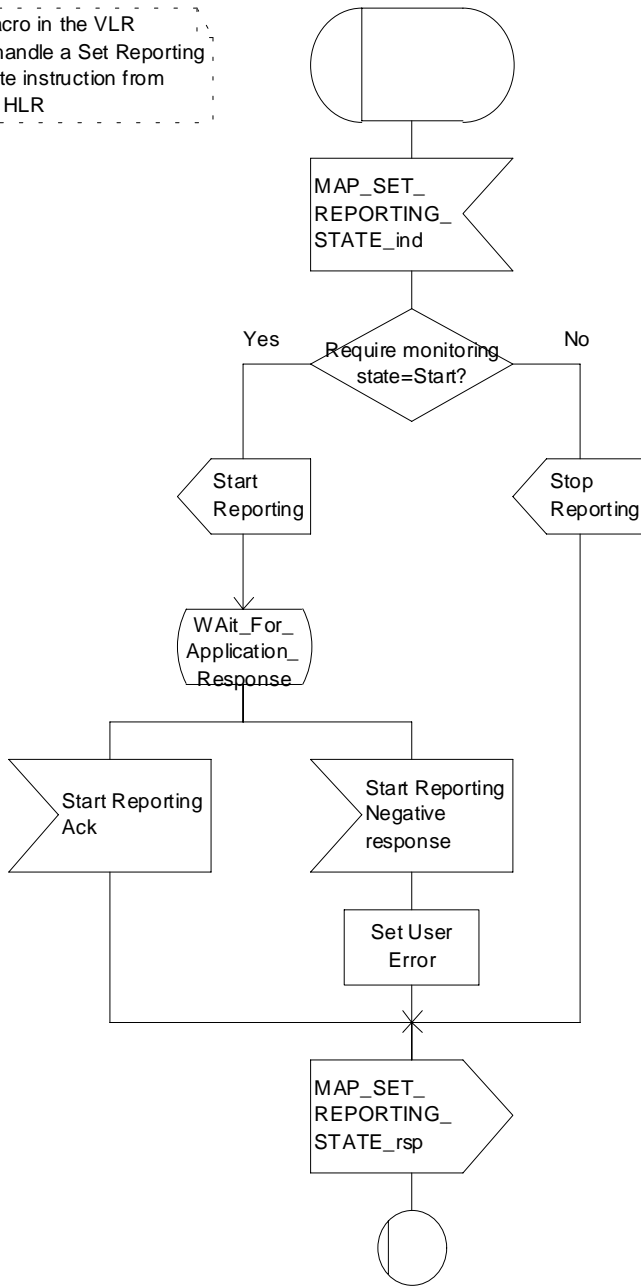 acro in the VLR
handle a Set Reporting
te instruction from
HLR
MAP_SET_
REPORTING_
STATE_ind
Yes
Require monitoring
state=Start?
No
Start
Reporting
Stop
Reporting
WAit_For_
Application_
Response
Start Reporting
Ack
Start Reporting
Negative
response
Set User
Error
MAP_SET_
REPORTING_
STATE_rsp